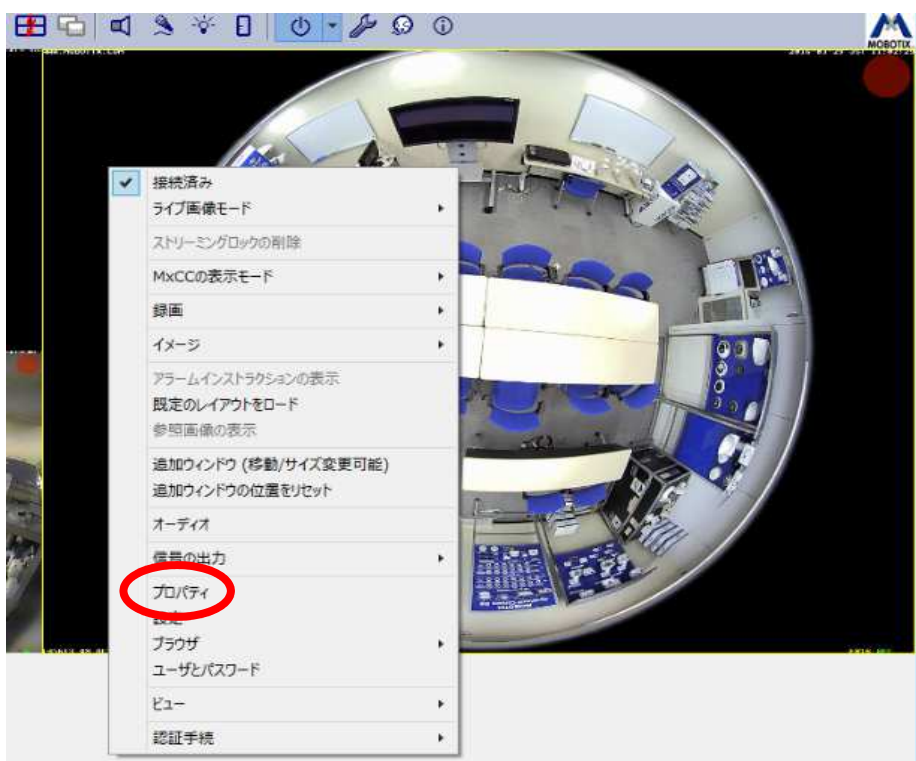 MOBOTIX
接続済み
ライブ画像モード
ストリーミングロックの削除
MxCCの表示モード
録画
イメージ
アラームインストラクションの表示
既定のレイアウトをロード
参照画像の表示
追加ウィンドウ (移動/サイズ変更可能)
追加ウィンドウの位置をリセット
オーディオ
信号の出力
プロパティ
設定
ブラウザ
ユーザとパスワード
ビュー
認証手続